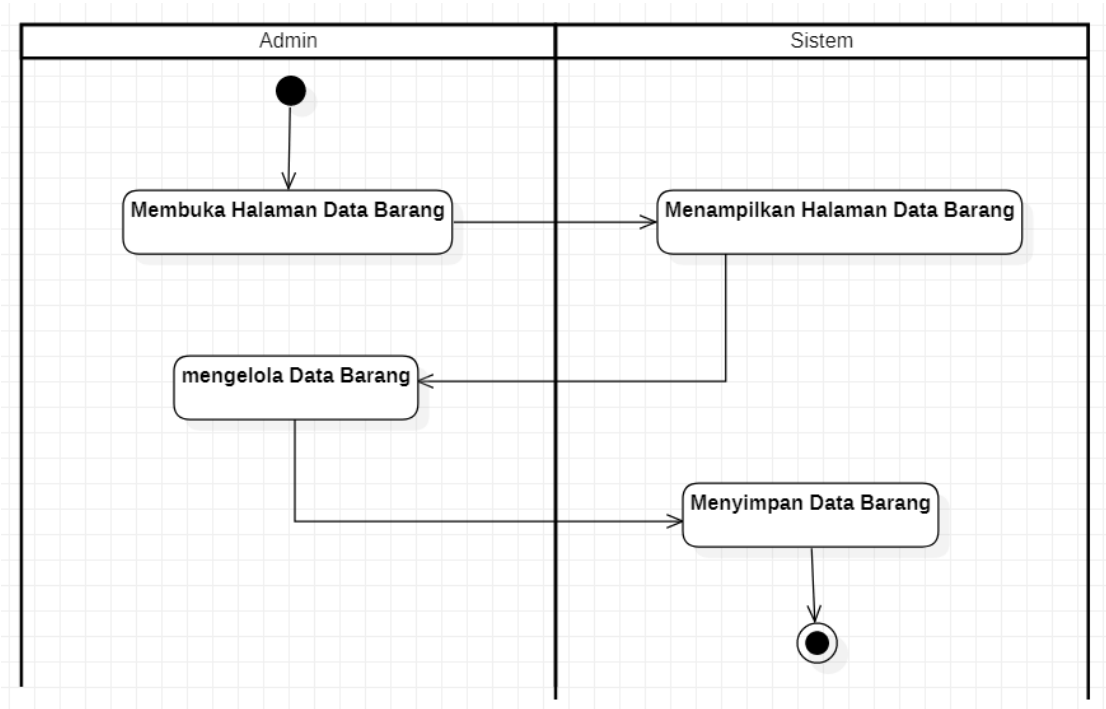 Admin
Sistem
Membuka Halaman Data Barang
Menampilkan Halaman Data Barang
mengelola Data Barang
Menyimpan Data Barang